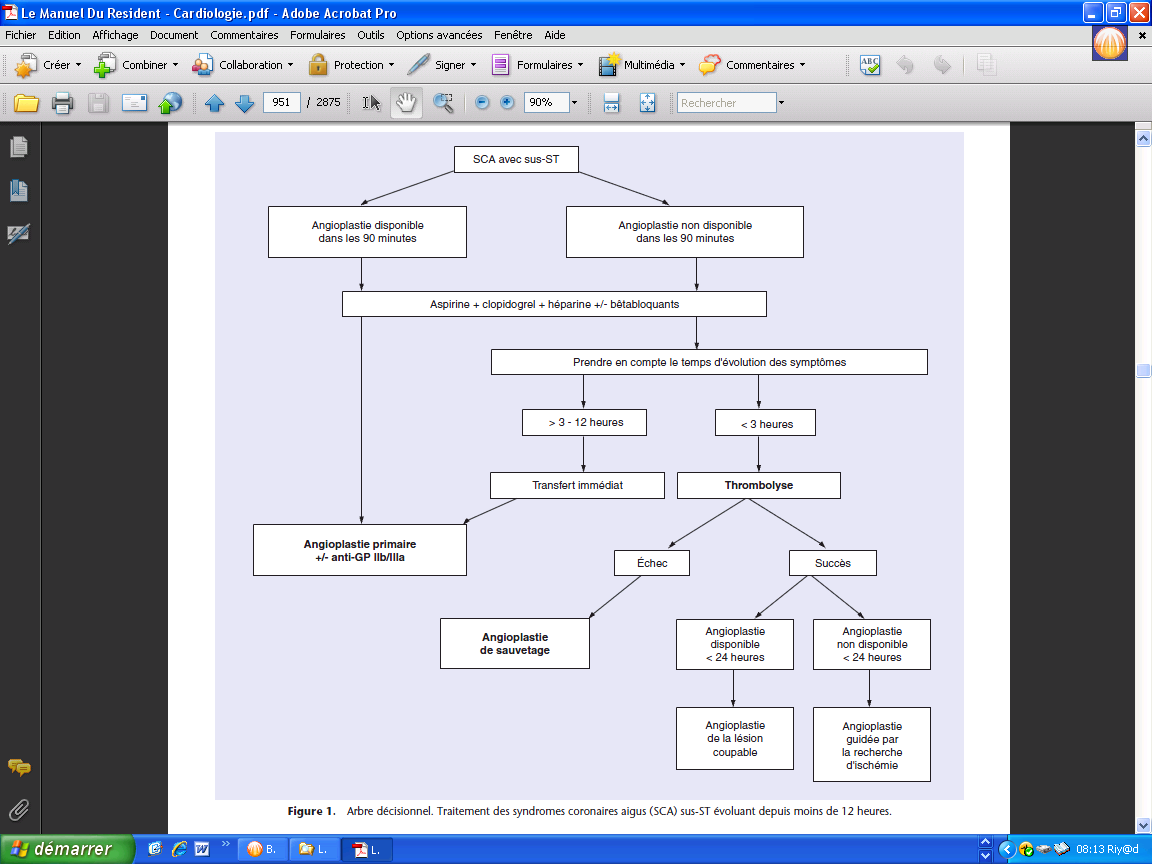 Le Manuel Du Resident - Cardiologie.pdf - Adobe Acrobat Pro
Fichier Edition Affichage Document Commentaires Formulaires Outils Options avancées Fenêtre Aide
Créer Combiner Collaboration Protection Signer Formulaires Multimédia Commentaires
951 / 2875 90% Rechercher
SCA avec sus-ST
Angioplastie disponible
dans les 90 minutes
Angioplastie non disponible
dans les 90 minutes
Aspirine + clopidogrel + héparine +/- bêtabloquants
Prendre en compte le temps d'évolution des symptômes
> 3 - 12 heures
< 3 heures
Transfert immédiat
Thrombolyse
Angioplastie primaire
+/- anti-GP IIb/IIIa
Échec
Succès
Angioplastie
de sauvetage
Angioplastie
disponible
< 24 heures
Angioplastie
non disponible
< 24 heures
Angioplastie
de la lésion
coupable
Angioplastie
guidée par
la recherche
d'ischémie
Figure 1. Arbre décisionnel. Traitement des syndromes coronaires aigus (SCA) sus-ST évoluant depuis moins de 12 heures.
démarrer B. L. L. 08:13 Riy@d